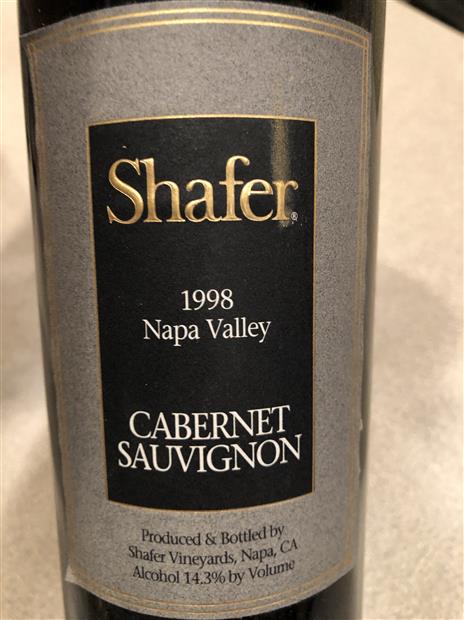 Shafer®
1998
Napa Valley
CABERNET
SAUVIGNON
Produced & Bottled by
Shafer Vineyards, Napa, CA
Alcohol 14.3% by Volume